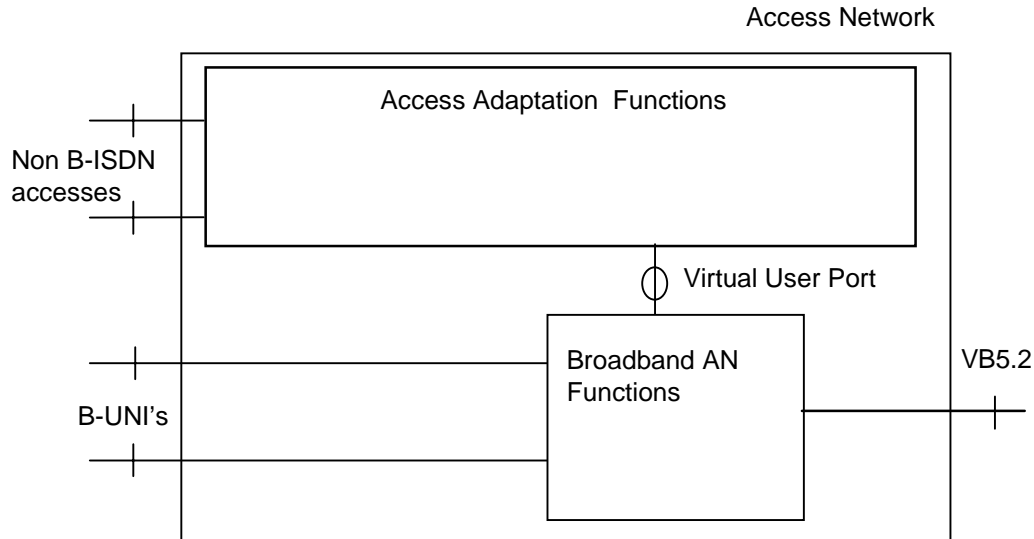 Access Network
Access Adaptation Functions
Non B-ISDN
accesses
Virtual User Port
Broadband AN
Functions
VB5.2
B-UNI's